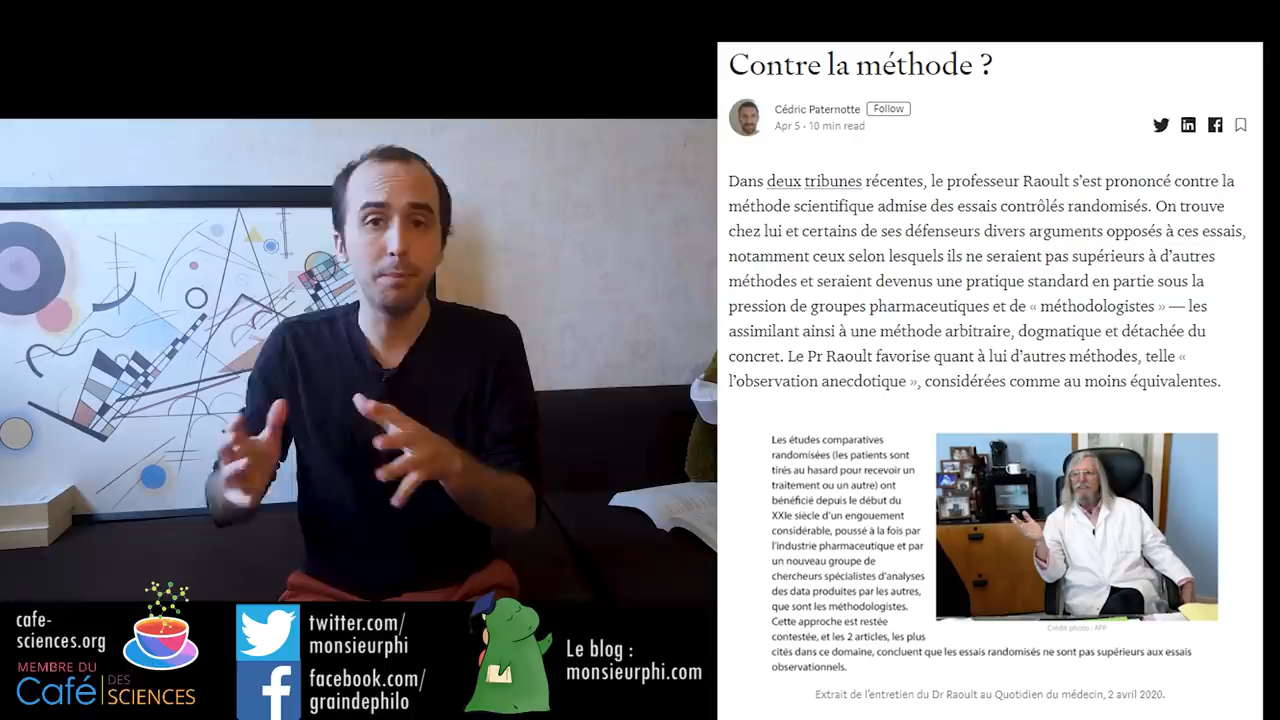 Contre la méthode ?
Cédric Paternotte
Follow
Apr 5 · 10 min read
Dans deux tribunes récentes, le professeur Raoult s’est prononcé contre la
méthode scientifique admise des essais contrôlés randomisés. On trouve
chez lui et certains de ses défenseurs divers arguments opposés à ces essais,
notamment ceux selon lesquels ils ne seraient pas supérieurs à d’autres
méthodes et seraient devenus une pratique standard en partie sous la
pression de groupes pharmaceutiques et de « méthodologistes » — les
assimilant ainsi à une méthode arbitraire, dogmatique et détachée du
concret. Le Pr Raoult favorise quant à lui d’autres méthodes, telle «
l’observation anecdotique », considérées comme au moins équivalentes.
Les études comparatives
randomisées (les patients sont
tirés au hasard pour recevoir un
traitement ou un autre) ont
bénéficié depuis le début du
XXIe siècle d’un engouement
considérable, poussé à la fois par
l’industrie pharmaceutique et par
un nouveau groupe de
chercheurs spécialistes d’analyses
des data produites par les autres,
que sont les méthodologistes.
Cette approche est restée
contestée, et les 2 articles, les plus
cités dans ce domaine, concluent que les essais randomisés ne sont pas supérieurs aux essais
observationnels.
Crédit photo : AFP
Extrait de l’entretien du Dr Raoult au Quotidien du médecin, 2 avril 2020.
cafe-
sciences.org
MEMBRE DU
Café DES SCIENCES
twitter.com/
monsieurphi
facebook.com/
graindephilo
Le blog :
monsieurphi.com